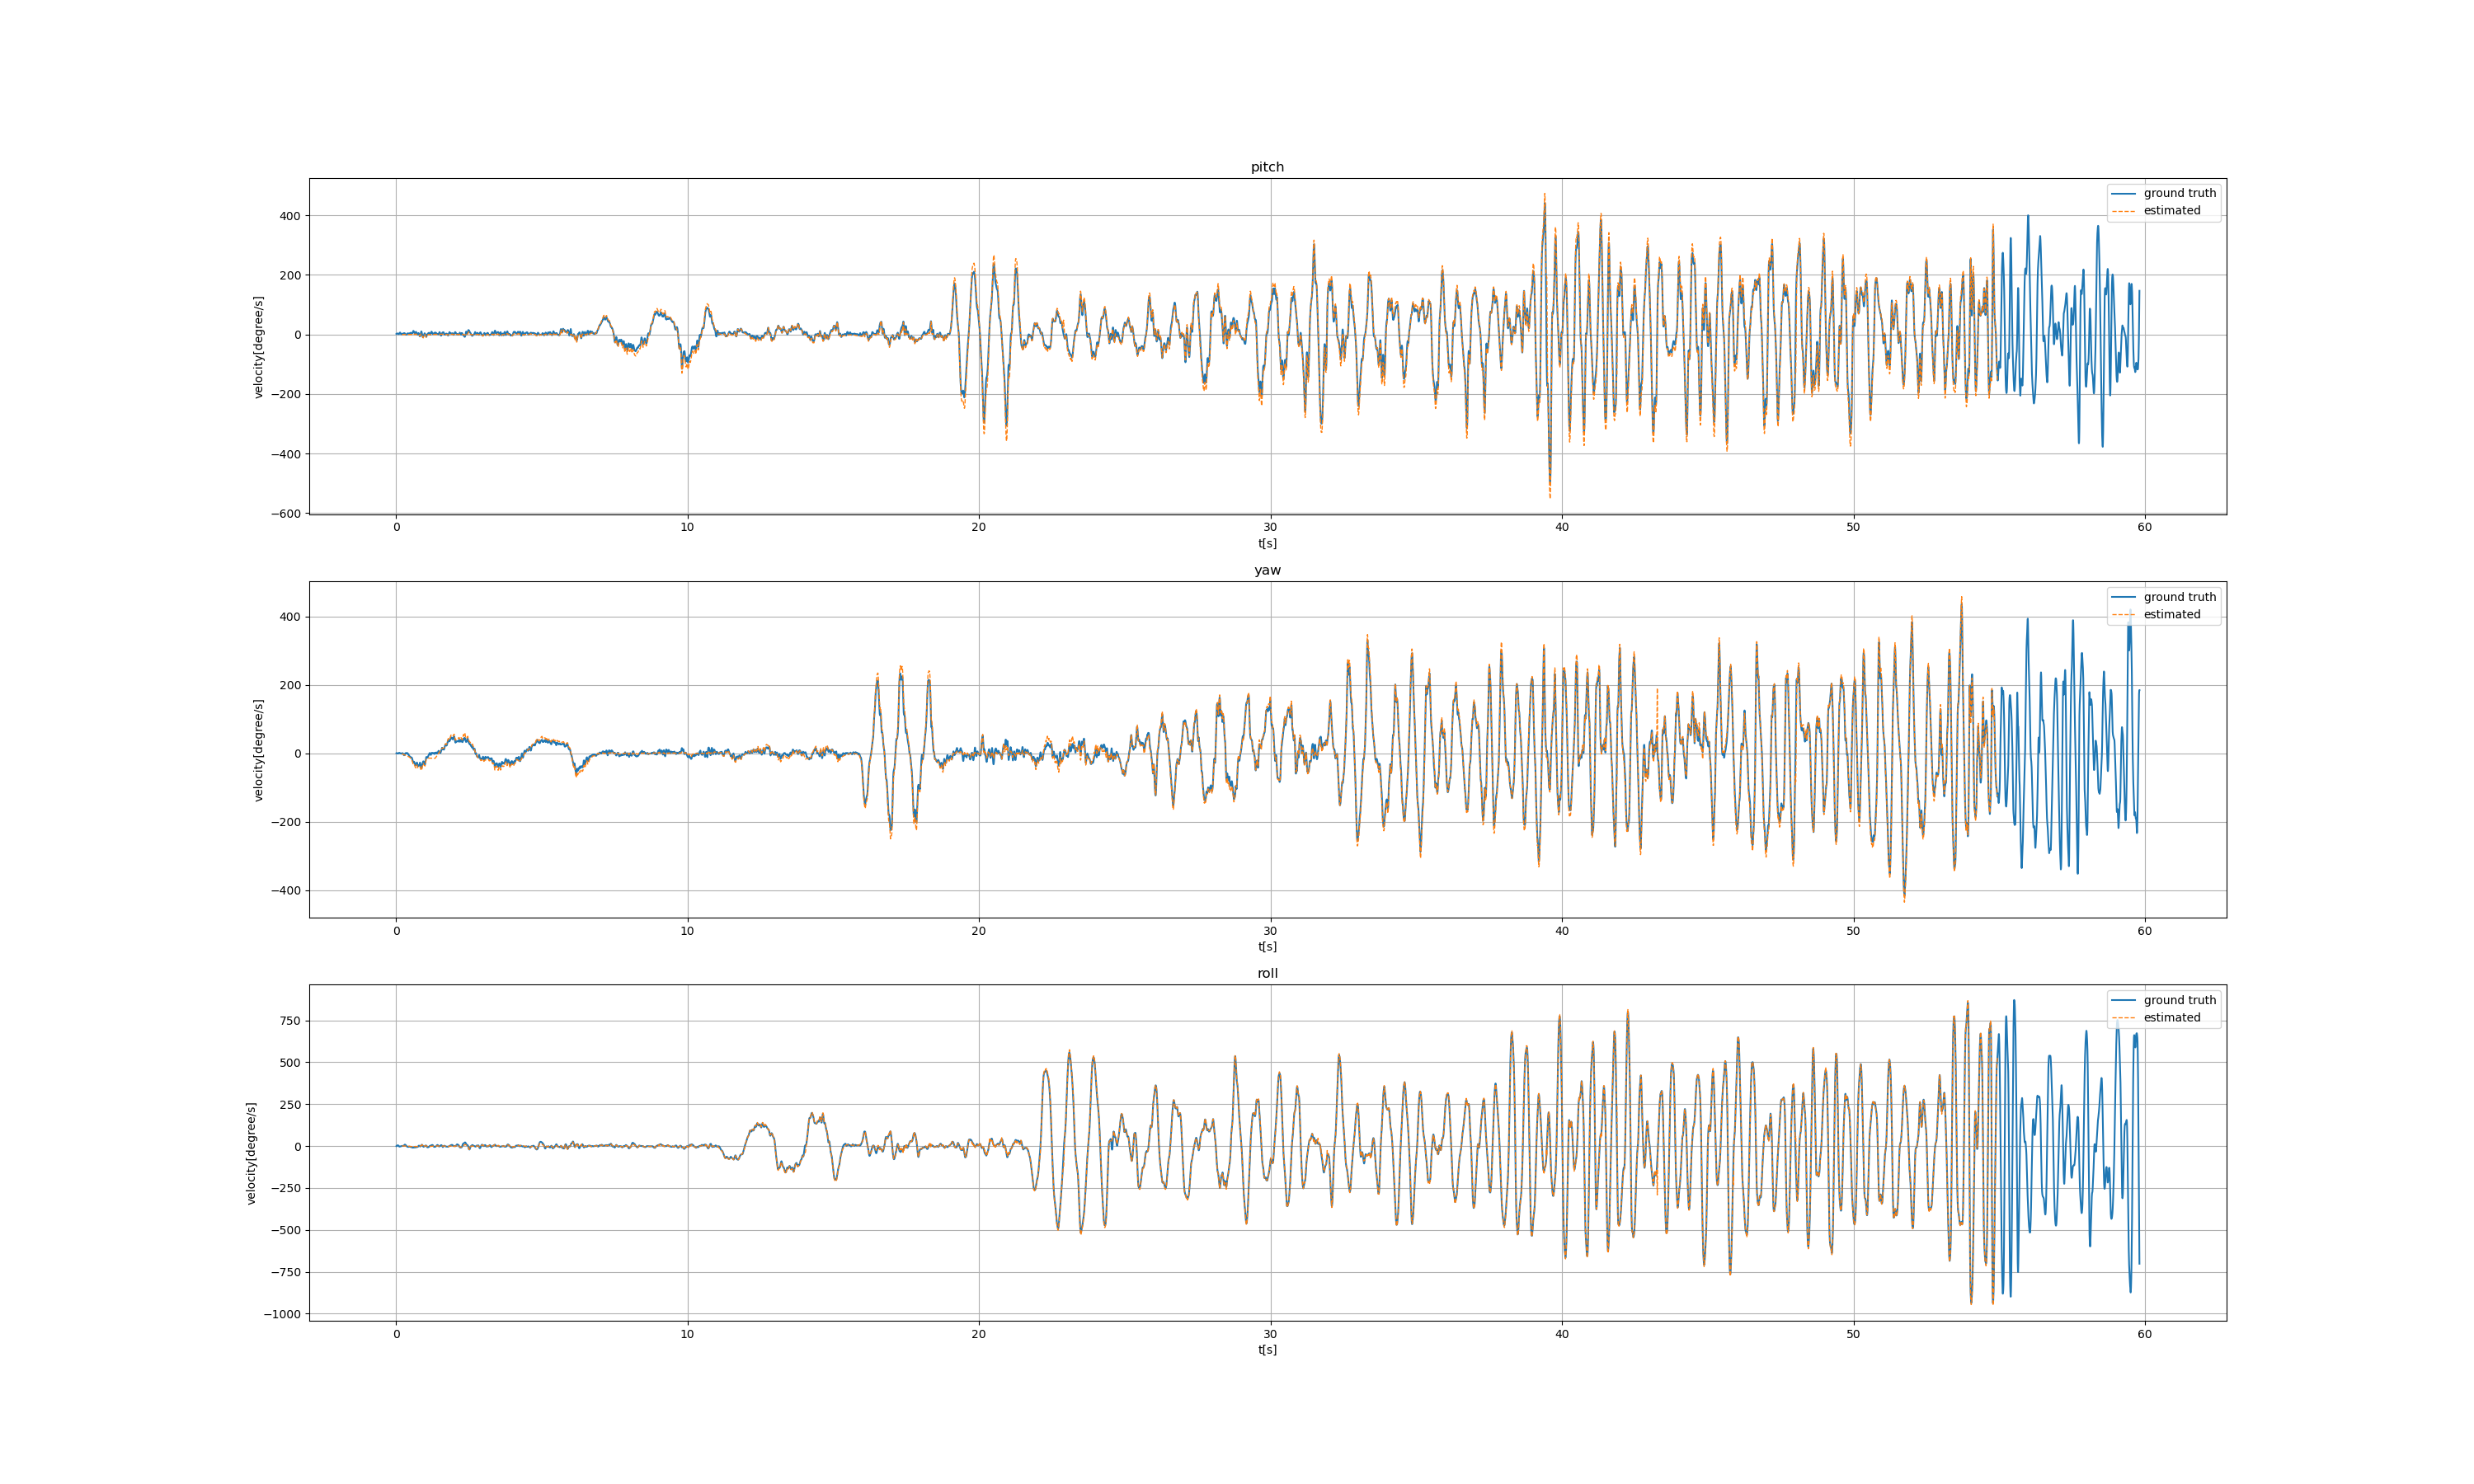 pitch
ground truth
estimated
400
200
0
−200
−400
−600
velocity[degree/s]
0 10 20 30 40 50 60
t[s]
yaw
ground truth
estimated
400
200
0
−200
−400
velocity[degree/s]
0 10 20 30 40 50 60
t[s]
roll
ground truth
estimated
750
500
250
0
−250
−500
−750
−1000
velocity[degree/s]
0 10 20 30 40 50 60
t[s]